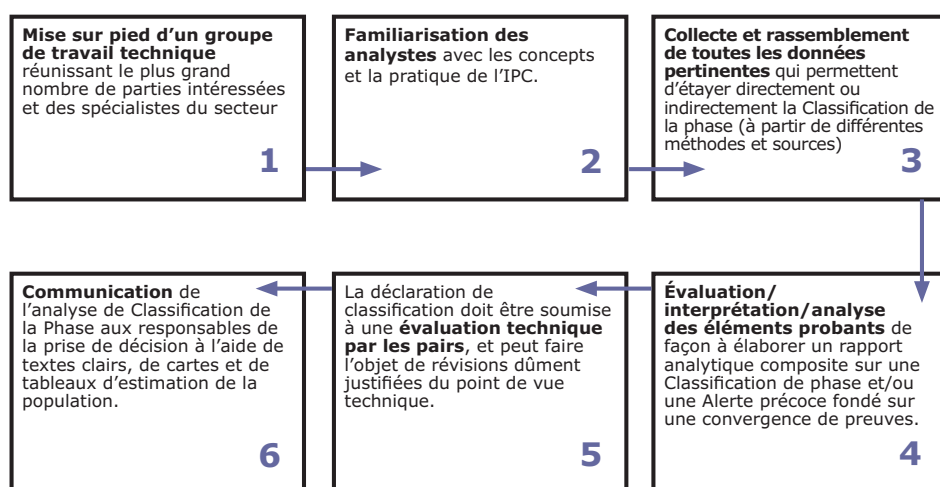 Mise sur pied d’un groupe
de travail technique
réunissant le plus grand
nombre de parties intéressées
et des spécialistes du secteur
1
Familiarisation des
analystes avec les concepts
et la pratique de l’IPC.
2
Collecte et rassemblement
de toutes les données
pertinentes qui permettent
d’étayer directement ou
indirectement la Classification de
la phase (à partir de différentes
méthodes et sources)
3
Évaluation/
interprétation/analyse
des éléments probants de
façon à élaborer un rapport
analytique composite sur une
Classification de phase et/ou
une Alerte précoce fondé sur
une convergence de preuves.
4
La déclaration de
classification doit être soumise
à une évaluation technique
par les pairs, et peut faire
l’objet de révisions dûment
justifiées du point de vue
technique.
5
Communication de
l’analyse de Classification de
la Phase aux responsables de
la prise de décision à l’aide de
textes clairs, de cartes et de
tableaux d’estimation de la
population.
6